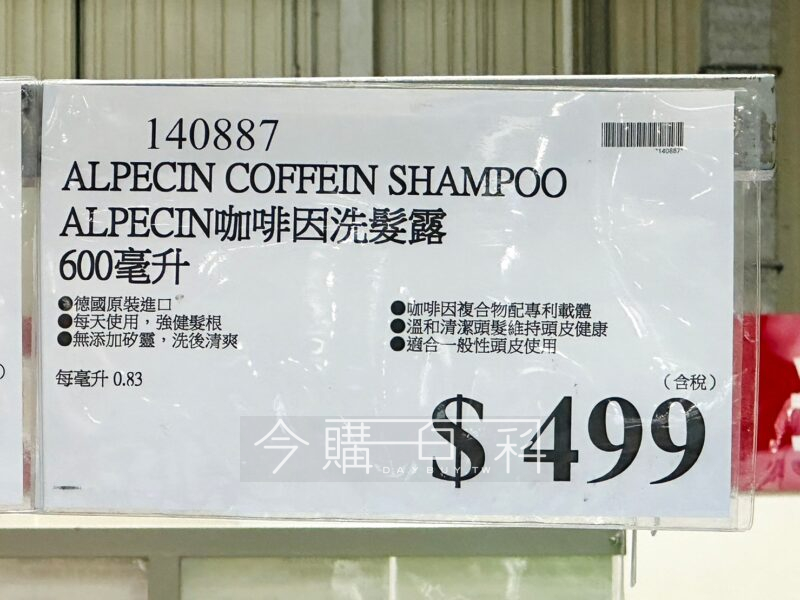 140887
140887
ALPECIN COFFEIN SHAMPOO
ALPECIN咖啡因洗髮露
600毫升
●德國原裝進口
●每天使用，強健髮根
●無添加矽靈，洗後清爽
●咖啡因複合物配專利載體
●溫和清潔頭髮維持頭皮健康
●適合一般性頭皮使用
每毫升 0.83
（含稅）
$ 499
今購百科
DAYBUY.TW